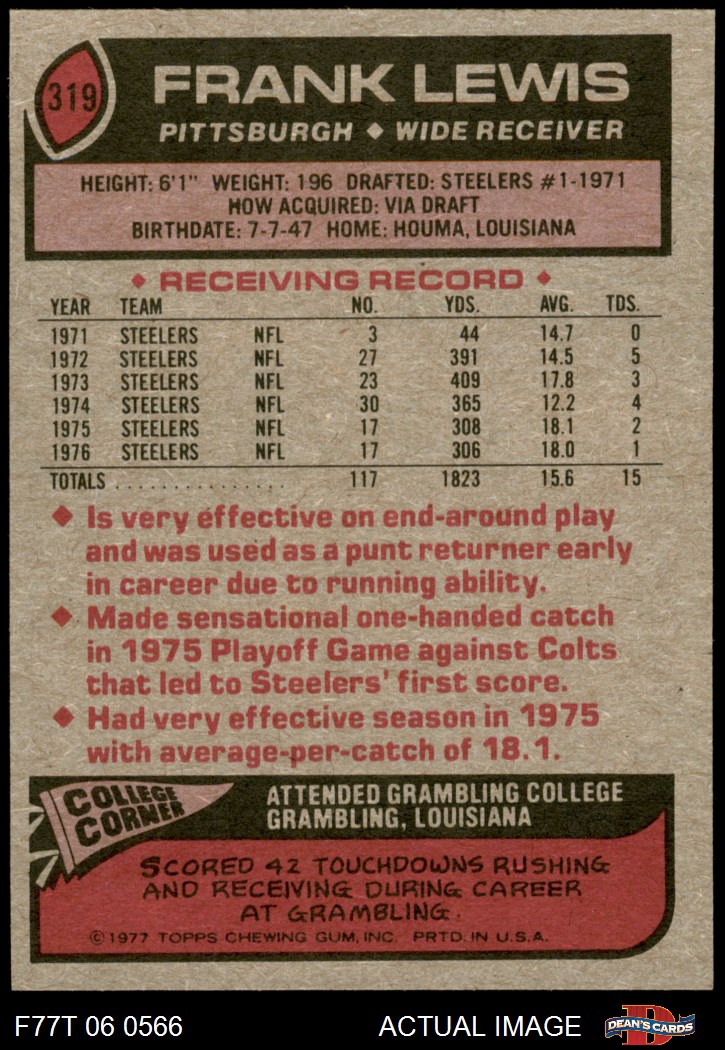 319
FRANK LEWIS
PITTSBURGH ♦ WIDE RECEIVER
HEIGHT: 6'1" WEIGHT: 196 DRAFTED: STEELERS #1-1971
HOW ACQUIRED: VIA DRAFT
BIRTHDATE: 7-7-47 HOME: HOUMA, LOUISIANA
♦ RECEIVING RECORD ♦
YEAR TEAM NO. YDS. AVG. TDS.
1971 STEELERS NFL 3 44 14.7 0
1972 STEELERS NFL 27 391 14.5 5
1973 STEELERS NFL 23 409 17.8 3
1974 STEELERS NFL 30 365 12.2 4
1975 STEELERS NFL 17 308 18.1 2
1976 STEELERS NFL 17 306 18.0 1
TOTALS . . . . . . . . . . . . . . . 117 1823 15.6 15
♦ Is very effective on end-around play
and was used as a punt returner early
in career due to running ability.
♦ Made sensational one-handed catch
in 1975 Playoff Game against Colts
that led to Steelers' first score.
♦ Had very effective season in 1975
with average-per-catch of 18.1.
COLLEGE
CORNER
ATTENDED GRAMBLING COLLEGE
GRAMBLING, LOUISIANA
SCORED 42 TOUCHDOWNS RUSHING
AND RECEIVING DURING CAREER
AT GRAMBLING.
©1977 TOPPS CHEWING GUM, INC. PRTD. IN U.S.A.
F77T 06 0566 ACTUAL IMAGE
D
DEAN'S CARDS